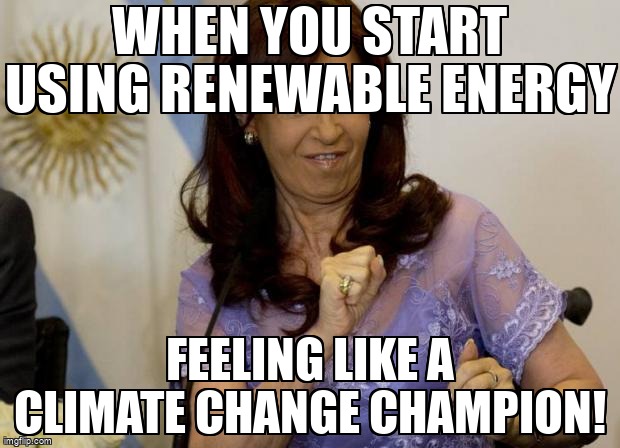 WHEN YOU START
USING RENEWABLE ENERGY
FEELING LIKE A
CLIMATE CHANGE CHAMPION!
imgflip.com